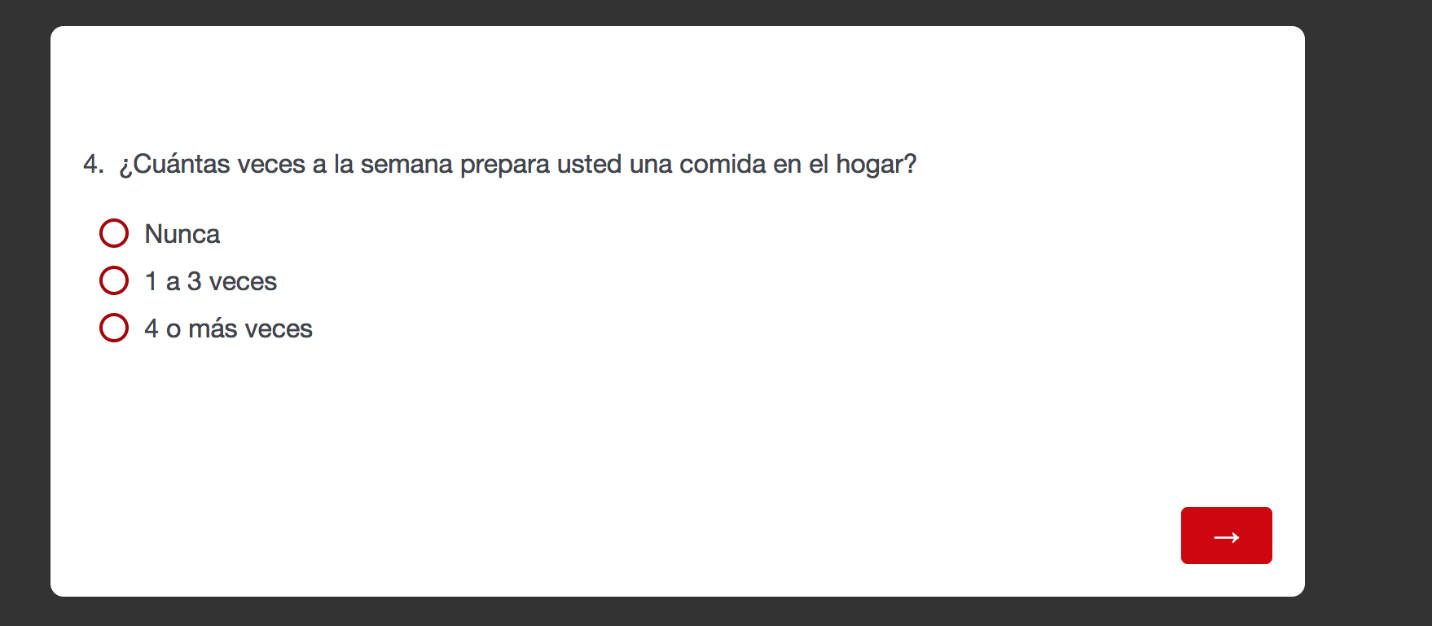 4. ¿Cuántas veces a la semana prepara usted una comida en el hogar?
Nunca
1 a 3 veces
4 o más veces
→